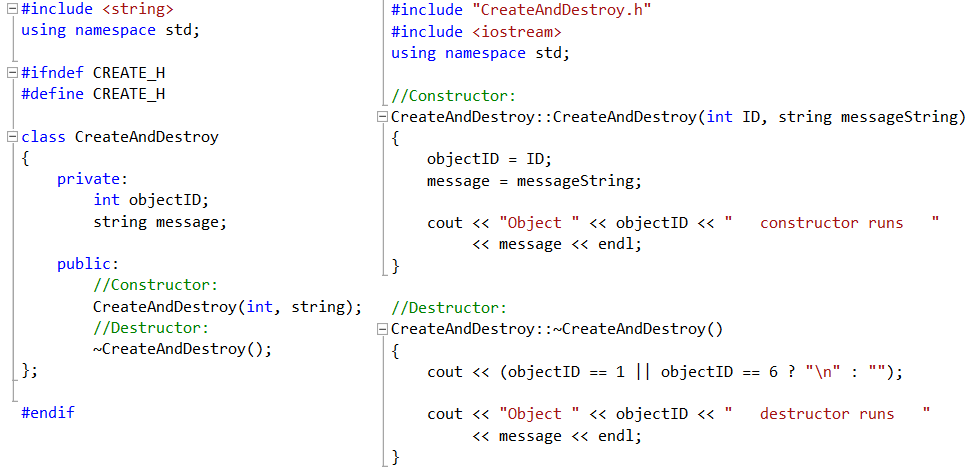 #include <string>
using namespace std;

#ifndef CREATE_H
#define CREATE_H

class CreateAndDestroy
{
    private:
        int objectID;
        string message;

    public:
        //Constructor:
        CreateAndDestroy(int, string);
        //Destructor:
        ~CreateAndDestroy();
};

#endif

#include "CreateAndDestroy.h"
#include <iostream>
using namespace std;

//Constructor:
CreateAndDestroy::CreateAndDestroy(int ID, string messageString)
{
    objectID = ID;
    message = messageString;

    cout << "Object " << objectID << "   constructor runs   "
         << message << endl;
}

//Destructor:
CreateAndDestroy::~CreateAndDestroy()
{
    cout << (objectID == 1 || objectID == 6 ? "\n" : "");

    cout << "Object " << objectID << "   destructor runs   "
         << message << endl;
}